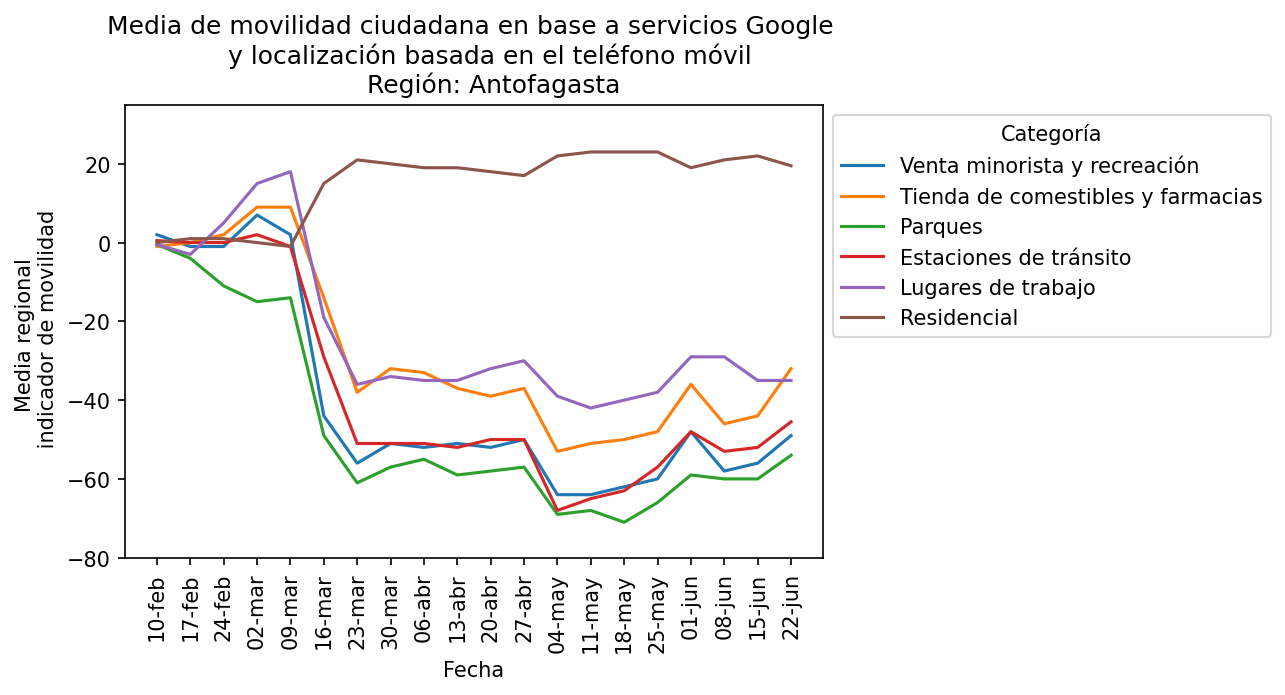 Media de movilidad ciudadana en base a servicios Google
y localización basada en el teléfono móvil
Región: Antofagasta
Media regional
indicador de movilidad
20
0
−20
−40
−60
−80
10-feb
17-feb
24-feb
02-mar
09-mar
16-mar
23-mar
30-mar
06-abr
13-abr
20-abr
27-abr
04-may
11-may
18-may
25-may
01-jun
08-jun
15-jun
22-jun
Fecha
Categoría
Venta minorista y recreación
Tienda de comestibles y farmacias
Parques
Estaciones de tránsito
Lugares de trabajo
Residencial